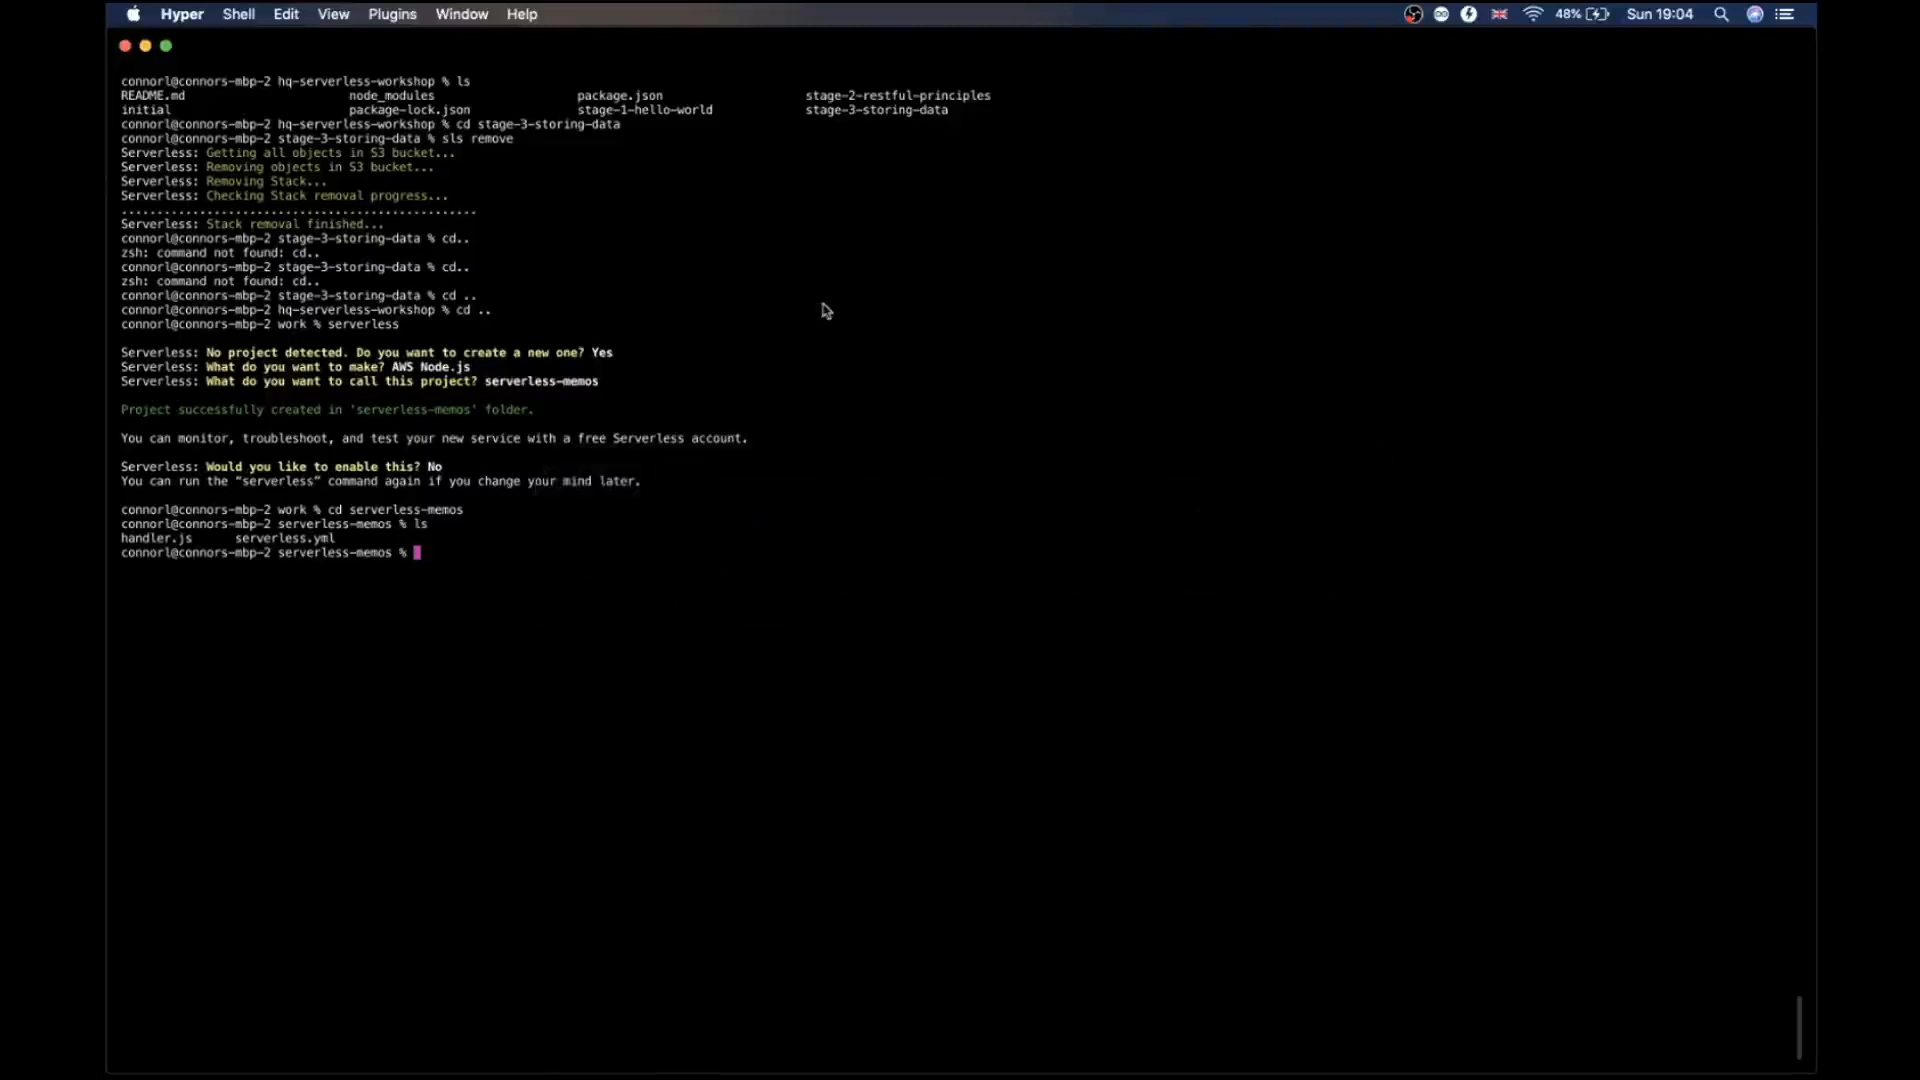 Hyper Shell Edit View Plugins Window Help 48% Sun 19:04
connorl@connors-mbp-2 hq-serverless-workshop % ls
README.md node_modules package.json stage-2-restful-principles
initial package-lock.json stage-1-hello-world stage-3-storing-data
connorl@connors-mbp-2 hq-serverless-workshop % cd stage-3-storing-data
connorl@connors-mbp-2 stage-3-storing-data % sls remove
Serverless: Getting all objects in S3 bucket...
Serverless: Removing objects in S3 bucket...
Serverless: Removing Stack...
Serverless: Checking Stack removal progress...
..................................................
Serverless: Stack removal finished...
connorl@connors-mbp-2 stage-3-storing-data % cd..
zsh: command not found: cd..
connorl@connors-mbp-2 stage-3-storing-data % cd..
zsh: command not found: cd..
connorl@connors-mbp-2 stage-3-storing-data % cd ..
connorl@connors-mbp-2 hq-serverless-workshop % cd ..
connorl@connors-mbp-2 work % serverless
Serverless: No project detected. Do you want to create a new one? Yes
Serverless: What do you want to make? AWS Node.js
Serverless: What do you want to call this project? serverless-memos
Project successfully created in 'serverless-memos' folder.
You can monitor, troubleshoot, and test your new service with a free Serverless account.
Serverless: Would you like to enable this? No
You can run the “serverless” command again if you change your mind later.
connorl@connors-mbp-2 work % cd serverless-memos
connorl@connors-mbp-2 serverless-memos % ls
handler.js serverless.yml
connorl@connors-mbp-2 serverless-memos %